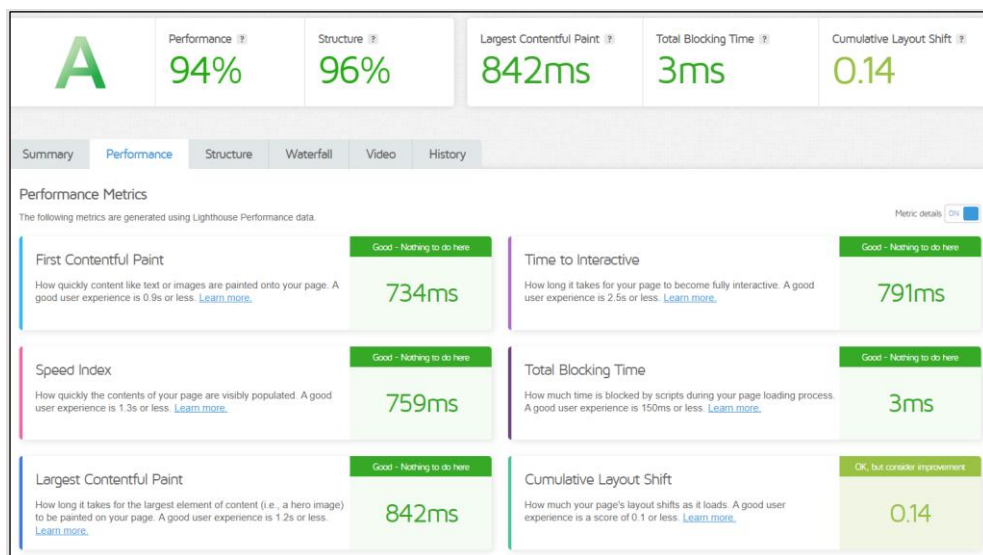 A
Performance ?
94%
Structure ?
96%
Largest Contentful Paint ?
842ms
Total Blocking Time ?
3ms
Cumulative Layout Shift ?
0.14
Summary Performance Structure Waterfall Video History
Performance Metrics
The following metrics are generated using Lighthouse Performance data.
Metric details ON
First Contentful Paint
How quickly content like text or images are painted onto your page. A
good user experience is 0.9s or less. Learn more.
Good - Nothing to do here
734ms
Time to Interactive
How long it takes for your page to become fully interactive. A good
user experience is 2.5s or less. Learn more.
Good - Nothing to do here
791ms
Speed Index
How quickly the contents of your page are visibly populated. A good
user experience is 1.3s or less. Learn more.
Good - Nothing to do here
759ms
Total Blocking Time
How much time is blocked by scripts during your page loading process.
A good user experience is 150ms or less. Learn more.
Good - Nothing to do here
3ms
Largest Contentful Paint
How long it takes for the largest element of content (i.e., a hero image)
to be painted on your page. A good user experience is 1.2s or less.
Learn more.
Good - Nothing to do here
842ms
Cumulative Layout Shift
How much your page's layout shifts as it loads. A good user
experience is a score of 0.1 or less. Learn more.
OK, but consider improvement
0.14